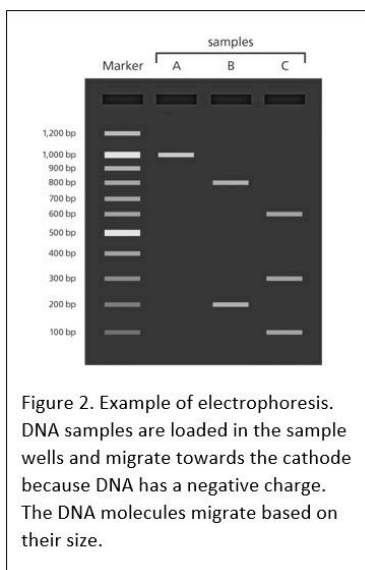 samples
Marker A B C
1,200 bp
1,000 bp
900 bp
800 bp
700 bp
600 bp
500 bp
400 bp
300 bp
200 bp
100 bp
Figure 2. Example of electrophoresis.
DNA samples are loaded in the sample
wells and migrate towards the cathode
because DNA has a negative charge.
The DNA molecules migrate based on
their size.